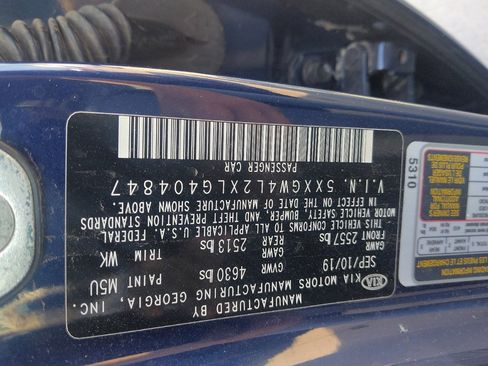 MANUFACTURED BY
KIA KIA MOTORS MANUFACTURING GEORGIA, INC.
SEP/10/19 GVWR 4630 lbs PAINT M5U
GAWR GAWR TRIM WK
FRONT 2557 lbs REAR 2513 lbs
THIS VEHICLE CONFORMS TO ALL APPLICABLE U.S.A. FEDERAL
MOTOR VEHICLE SAFETY, BUMPER, AND THEFT PREVENTION STANDARDS
IN EFFECT ON THE DATE OF MANUFACTURE SHOWN ABOVE.
V.I.N. 5XXGW4L2XLG404847
PASSENGER CAR
5310